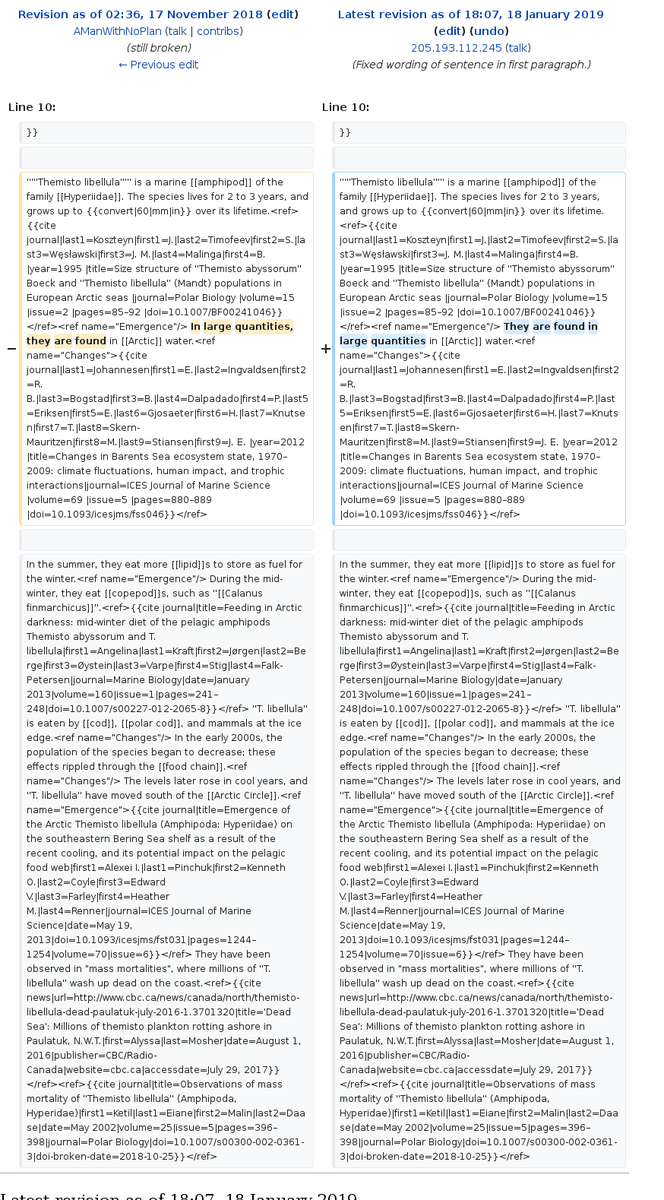 Revision as of 02:36, 17 November 2018 (edit)
AManWithNoPlan (talk | contribs)
(still broken)
← Previous edit
Latest revision as of 18:07, 18 January 2019
(edit) (undo)
205.193.112.245 (talk)
(Fixed wording of sentence in first paragraph.)
Line 10:
Line 10:
}}
}}
−
'''''Themisto libellula''''' is a marine [[amphipod]] of the
family [[Hyperiidae]]. The species lives for 2 to 3 years, and
grows up to {{convert|60|mm|in}} over its lifetime.<ref>
{{cite
journal|last1=Koszteyn|first1=J.|last2=Timofeev|first2=S.|la
st3=Węsławski|first3=J. M.|last4=Malinga|first4=B.
|year=1995 |title=Size structure of ''Themisto abyssorum''
Boeck and ''Themisto libellula'' (Mandt) populations in
European Arctic seas |journal=Polar Biology |volume=15
|issue=2 |pages=85–92 |doi=10.1007/BF00241046}}
</ref><ref name="Emergence"/> In large quantities,
they are found in [[Arctic]] water.<ref
name="Changes">{{cite
journal|last1=Johannesen|first1=E.|last2=Ingvaldsen|first2
=R.
B.|last3=Bogstad|first3=B.|last4=Dalpadado|first4=P.|last5
=Eriksen|first5=E.|last6=Gjosaeter|first6=H.|last7=Knutse
n|first7=T.|last8=Skern-
Mauritzen|first8=M.|last9=Stiansen|first9=J. E. |year=2012
|title=Changes in Barents Sea ecosystem state, 1970–
2009: climate fluctuations, human impact, and trophic
interactions|journal=ICES Journal of Marine Science
|volume=69 |issue=5 |pages=880–889
|doi=10.1093/icesjms/fss046}}</ref>
+
'''''Themisto libellula''''' is a marine [[amphipod]] of the
family [[Hyperiidae]]. The species lives for 2 to 3 years,
and grows up to {{convert|60|mm|in}} over its lifetime.
<ref>{{cite
journal|last1=Koszteyn|first1=J.|last2=Timofeev|first2=S.|la
st3=Węsławski|first3=J. M.|last4=Malinga|first4=B.
|year=1995 |title=Size structure of ''Themisto abyssorum''
Boeck and ''Themisto libellula'' (Mandt) populations in
European Arctic seas |journal=Polar Biology |volume=15
|issue=2 |pages=85–92 |doi=10.1007/BF00241046}}
</ref><ref name="Emergence"/> They are found in
large quantities in [[Arctic]] water.<ref
name="Changes">{{cite
journal|last1=Johannesen|first1=E.|last2=Ingvaldsen|first2
=R.
B.|last3=Bogstad|first3=B.|last4=Dalpadado|first4=P.|last
5=Eriksen|first5=E.|last6=Gjosaeter|first6=H.|last7=Knuts
en|first7=T.|last8=Skern-
Mauritzen|first8=M.|last9=Stiansen|first9=J. E. |year=2012
|title=Changes in Barents Sea ecosystem state, 1970–
2009: climate fluctuations, human impact, and trophic
interactions|journal=ICES Journal of Marine Science
|volume=69 |issue=5 |pages=880–889
|doi=10.1093/icesjms/fss046}}</ref>
In the summer, they eat more [[lipid]]s to store as fuel for
the winter.<ref name="Emergence"/> During the mid-
winter, they eat [[copepod]]s, such as ''[[Calanus
finmarchicus]]''.<ref>{{cite journal|title=Feeding in Arctic
darkness: mid-winter diet of the pelagic amphipods
Themisto abyssorum and T.
libellula|first1=Angelina|last1=Kraft|first2=Jørgen|last2=Be
rge|first3=Øystein|last3=Varpe|first4=Stig|last4=Falk-
Petersen|journal=Marine Biology|date=January
2013|volume=160|issue=1|pages=241–
248|doi=10.1007/s00227-012-2065-8}}</ref> ''T. libellula''
is eaten by [[cod]], [[polar cod]], and mammals at the ice
edge.<ref name="Changes"/> In the early 2000s, the
population of the species began to decrease; these
effects rippled through the [[food chain]].<ref
name="Changes"/> The levels later rose in cool years, and
''T. libellula'' have moved south of the [[Arctic Circle]].<ref
name="Emergence">{{cite journal|title=Emergence of
the Arctic Themisto libellula (Amphipoda: Hyperiidae) on
the southeastern Bering Sea shelf as a result of the
recent cooling, and its potential impact on the pelagic
food web|first1=Alexei I.|last1=Pinchuk|first2=Kenneth
O.|last2=Coyle|first3=Edward
V.|last3=Farley|first4=Heather
M.|last4=Renner|journal=ICES Journal of Marine
Science|date=May 19,
2013|doi=10.1093/icesjms/fst031|pages=1244–
1254|volume=70|issue=6}}</ref> They have been
observed in "mass mortalities", where millions of ''T.
libellula'' wash up dead on the coast.<ref>{{cite
news|url=http://www.cbc.ca/news/canada/north/themisto-
libellula-dead-paulatuk-july-2016-1.3701320|title='Dead
Sea': Millions of themisto plankton rotting ashore in
Paulatuk, N.W.T.|first=Alyssa|last=Mosher|date=August 1,
2016|publisher=CBC/Radio-
Canada|website=cbc.ca|accessdate=July 29, 2017}}
</ref><ref>{{cite journal|title=Observations of mass
mortality of ''Themisto libellula'' (Amphipoda,
Hyperidae)|first1=Ketil|last1=Eiane|first2=Malin|last2=Daa
se|date=May 2002|volume=25|issue=5|pages=396–
398|journal=Polar Biology|doi=10.1007/s00300-002-0361-
3|doi-broken-date=2018-10-25}}</ref>
In the summer, they eat more [[lipid]]s to store as fuel for
the winter.<ref name="Emergence"/> During the mid-
winter, they eat [[copepod]]s, such as ''[[Calanus
finmarchicus]]''.<ref>{{cite journal|title=Feeding in Arctic
darkness: mid-winter diet of the pelagic amphipods
Themisto abyssorum and T.
libellula|first1=Angelina|last1=Kraft|first2=Jørgen|last2=Be
rge|first3=Øystein|last3=Varpe|first4=Stig|last4=Falk-
Petersen|journal=Marine Biology|date=January
2013|volume=160|issue=1|pages=241–
248|doi=10.1007/s00227-012-2065-8}}</ref> ''T. libellula''
is eaten by [[cod]], [[polar cod]], and mammals at the ice
edge.<ref name="Changes"/> In the early 2000s, the
population of the species began to decrease; these
effects rippled through the [[food chain]].<ref
name="Changes"/> The levels later rose in cool years, and
''T. libellula'' have moved south of the [[Arctic Circle]].<ref
name="Emergence">{{cite journal|title=Emergence of
the Arctic Themisto libellula (Amphipoda: Hyperiidae) on
the southeastern Bering Sea shelf as a result of the
recent cooling, and its potential impact on the pelagic
food web|first1=Alexei I.|last1=Pinchuk|first2=Kenneth
O.|last2=Coyle|first3=Edward
V.|last3=Farley|first4=Heather
M.|last4=Renner|journal=ICES Journal of Marine
Science|date=May 19,
2013|doi=10.1093/icesjms/fst031|pages=1244–
1254|volume=70|issue=6}}</ref> They have been
observed in "mass mortalities", where millions of ''T.
libellula'' wash up dead on the coast.<ref>{{cite
news|url=http://www.cbc.ca/news/canada/north/themisto-
libellula-dead-paulatuk-july-2016-1.3701320|title='Dead
Sea': Millions of themisto plankton rotting ashore in
Paulatuk, N.W.T.|first=Alyssa|last=Mosher|date=August 1,
2016|publisher=CBC/Radio-
Canada|website=cbc.ca|accessdate=July 29, 2017}}
</ref><ref>{{cite journal|title=Observations of mass
mortality of ''Themisto libellula'' (Amphipoda,
Hyperidae)|first1=Ketil|last1=Eiane|first2=Malin|last2=Daa
se|date=May 2002|volume=25|issue=5|pages=396–
398|journal=Polar Biology|doi=10.1007/s00300-002-0361-
3|doi-broken-date=2018-10-25}}</ref>
Latest revision as of 18:07, 18 January 2019